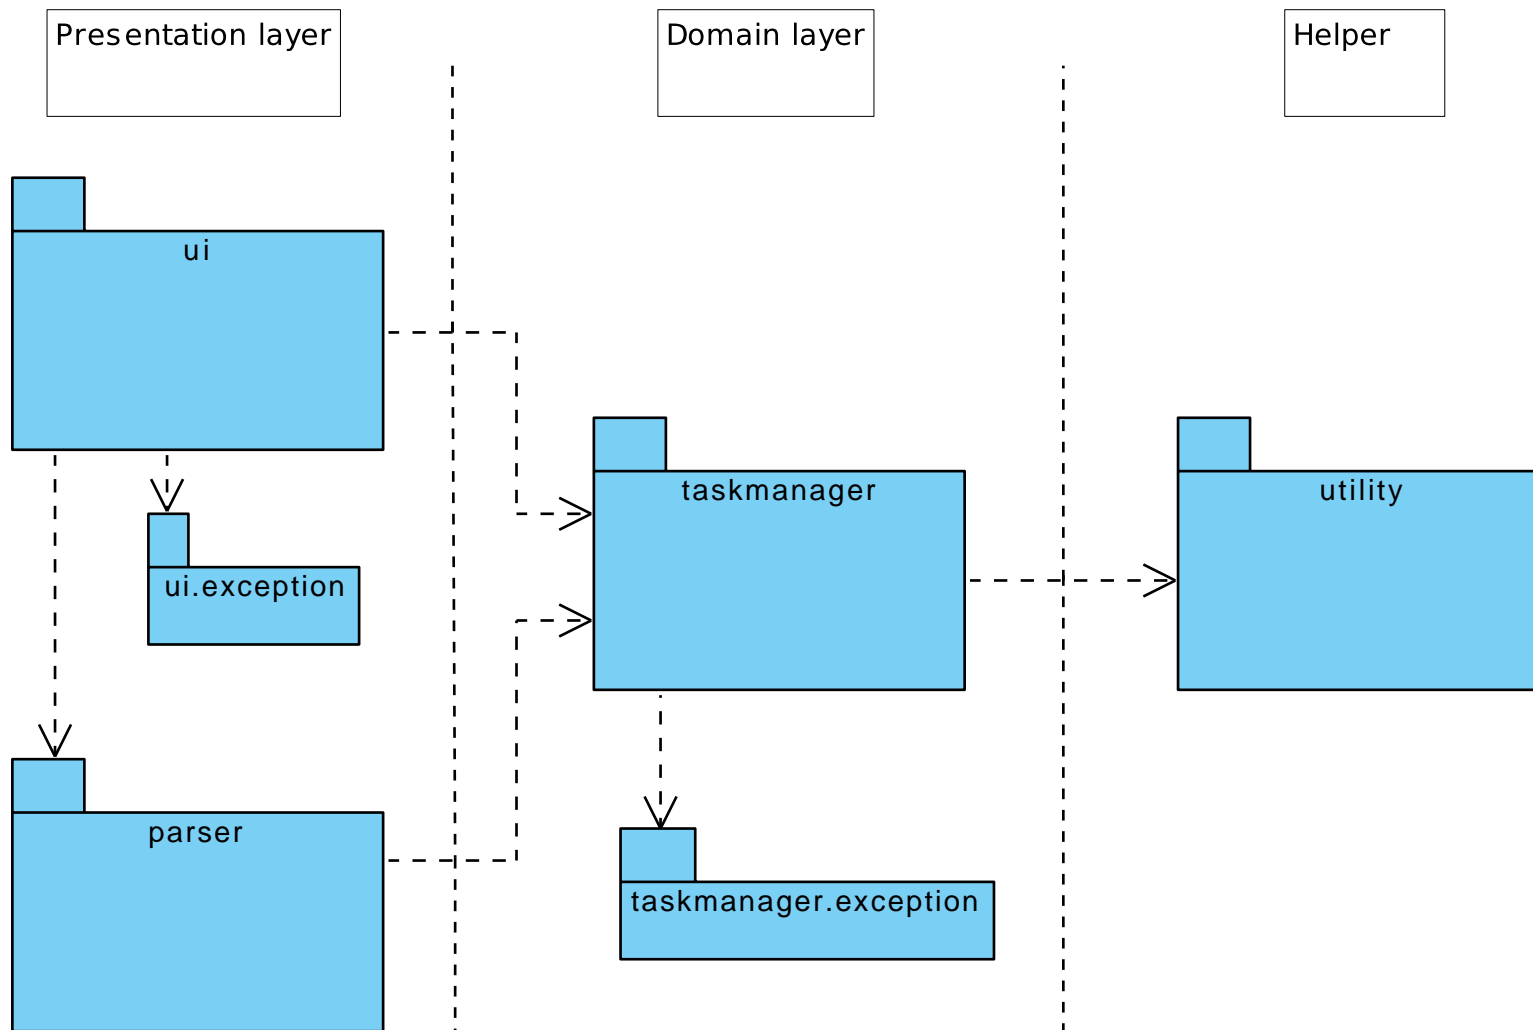 Presentation layer
Domain layer
Helper
ui
taskmanager
utility
ui.exception
parser
taskmanager.exception